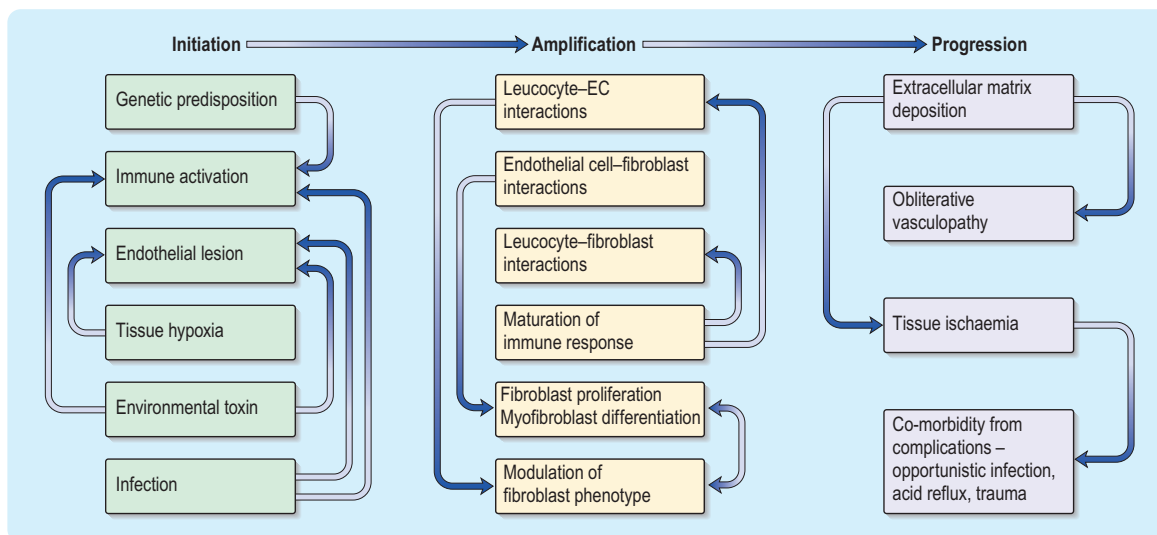 Initiation
Amplification
Progression
Genetic predisposition
Immune activation
Endothelial lesion
Tissue hypoxia
Environmental toxin
Infection
Leucocyte–EC
interactions
Endothelial cell–fibroblast
interactions
Leucocyte–fibroblast
interactions
Maturation of
immune response
Fibroblast proliferation
Myofibroblast differentiation
Modulation of
fibroblast phenotype
Extracellular matrix
deposition
Obliterative
vasculopathy
Tissue ischaemia
Co-morbidity from
complications –
opportunistic infection,
acid reflux, trauma